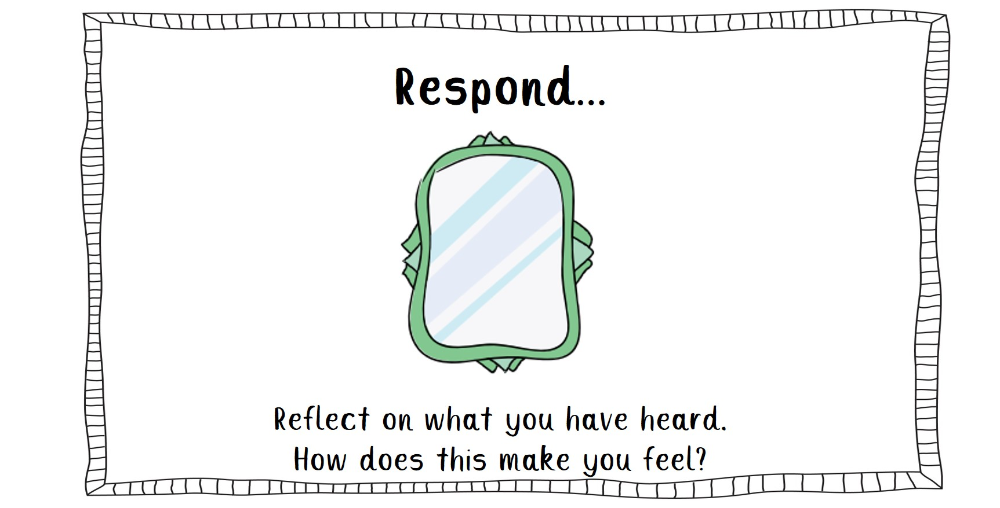 Respond...
Reflect on what you have heard.
How does this make you feel?